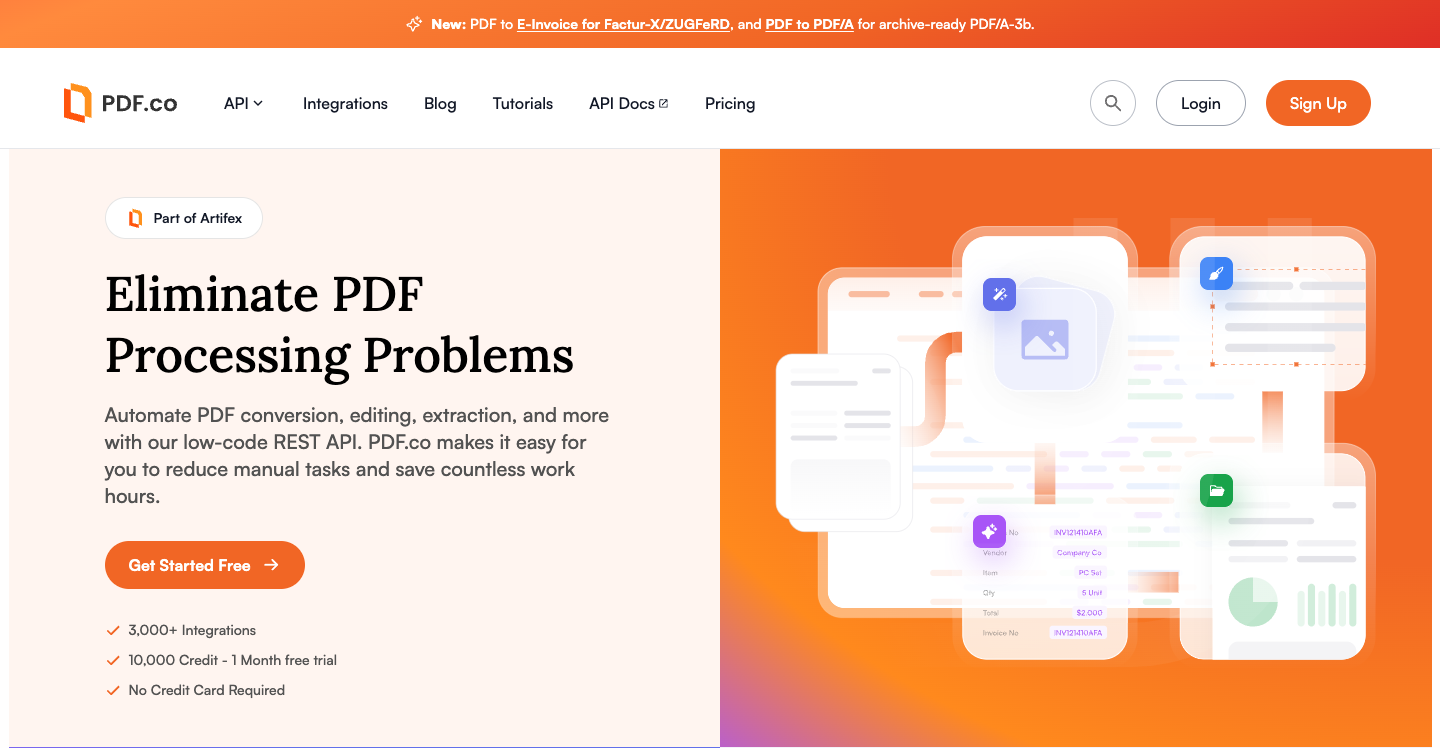 New: PDF to E-Invoice for Factur-X/ZUGFeRD, and PDF to PDF/A for archive-ready PDF/A-3b.
PDF.co
API
Integrations
Blog
Tutorials
API Docs
Pricing
Login
Sign Up
Part of Artifex
Eliminate PDF
Processing Problems
Automate PDF conversion, editing, extraction, and more
with our low-code REST API. PDF.co makes it easy for
you to reduce manual tasks and save countless work
hours.
Get Started Free
3,000+ Integrations
10,000 Credit - 1 Month free trial
No Credit Card Required
No INV121410AFA
Vendor Company Co
Item PC Set
Qty 5 Unit
Total $2.000
Invoice No INV121410AFA